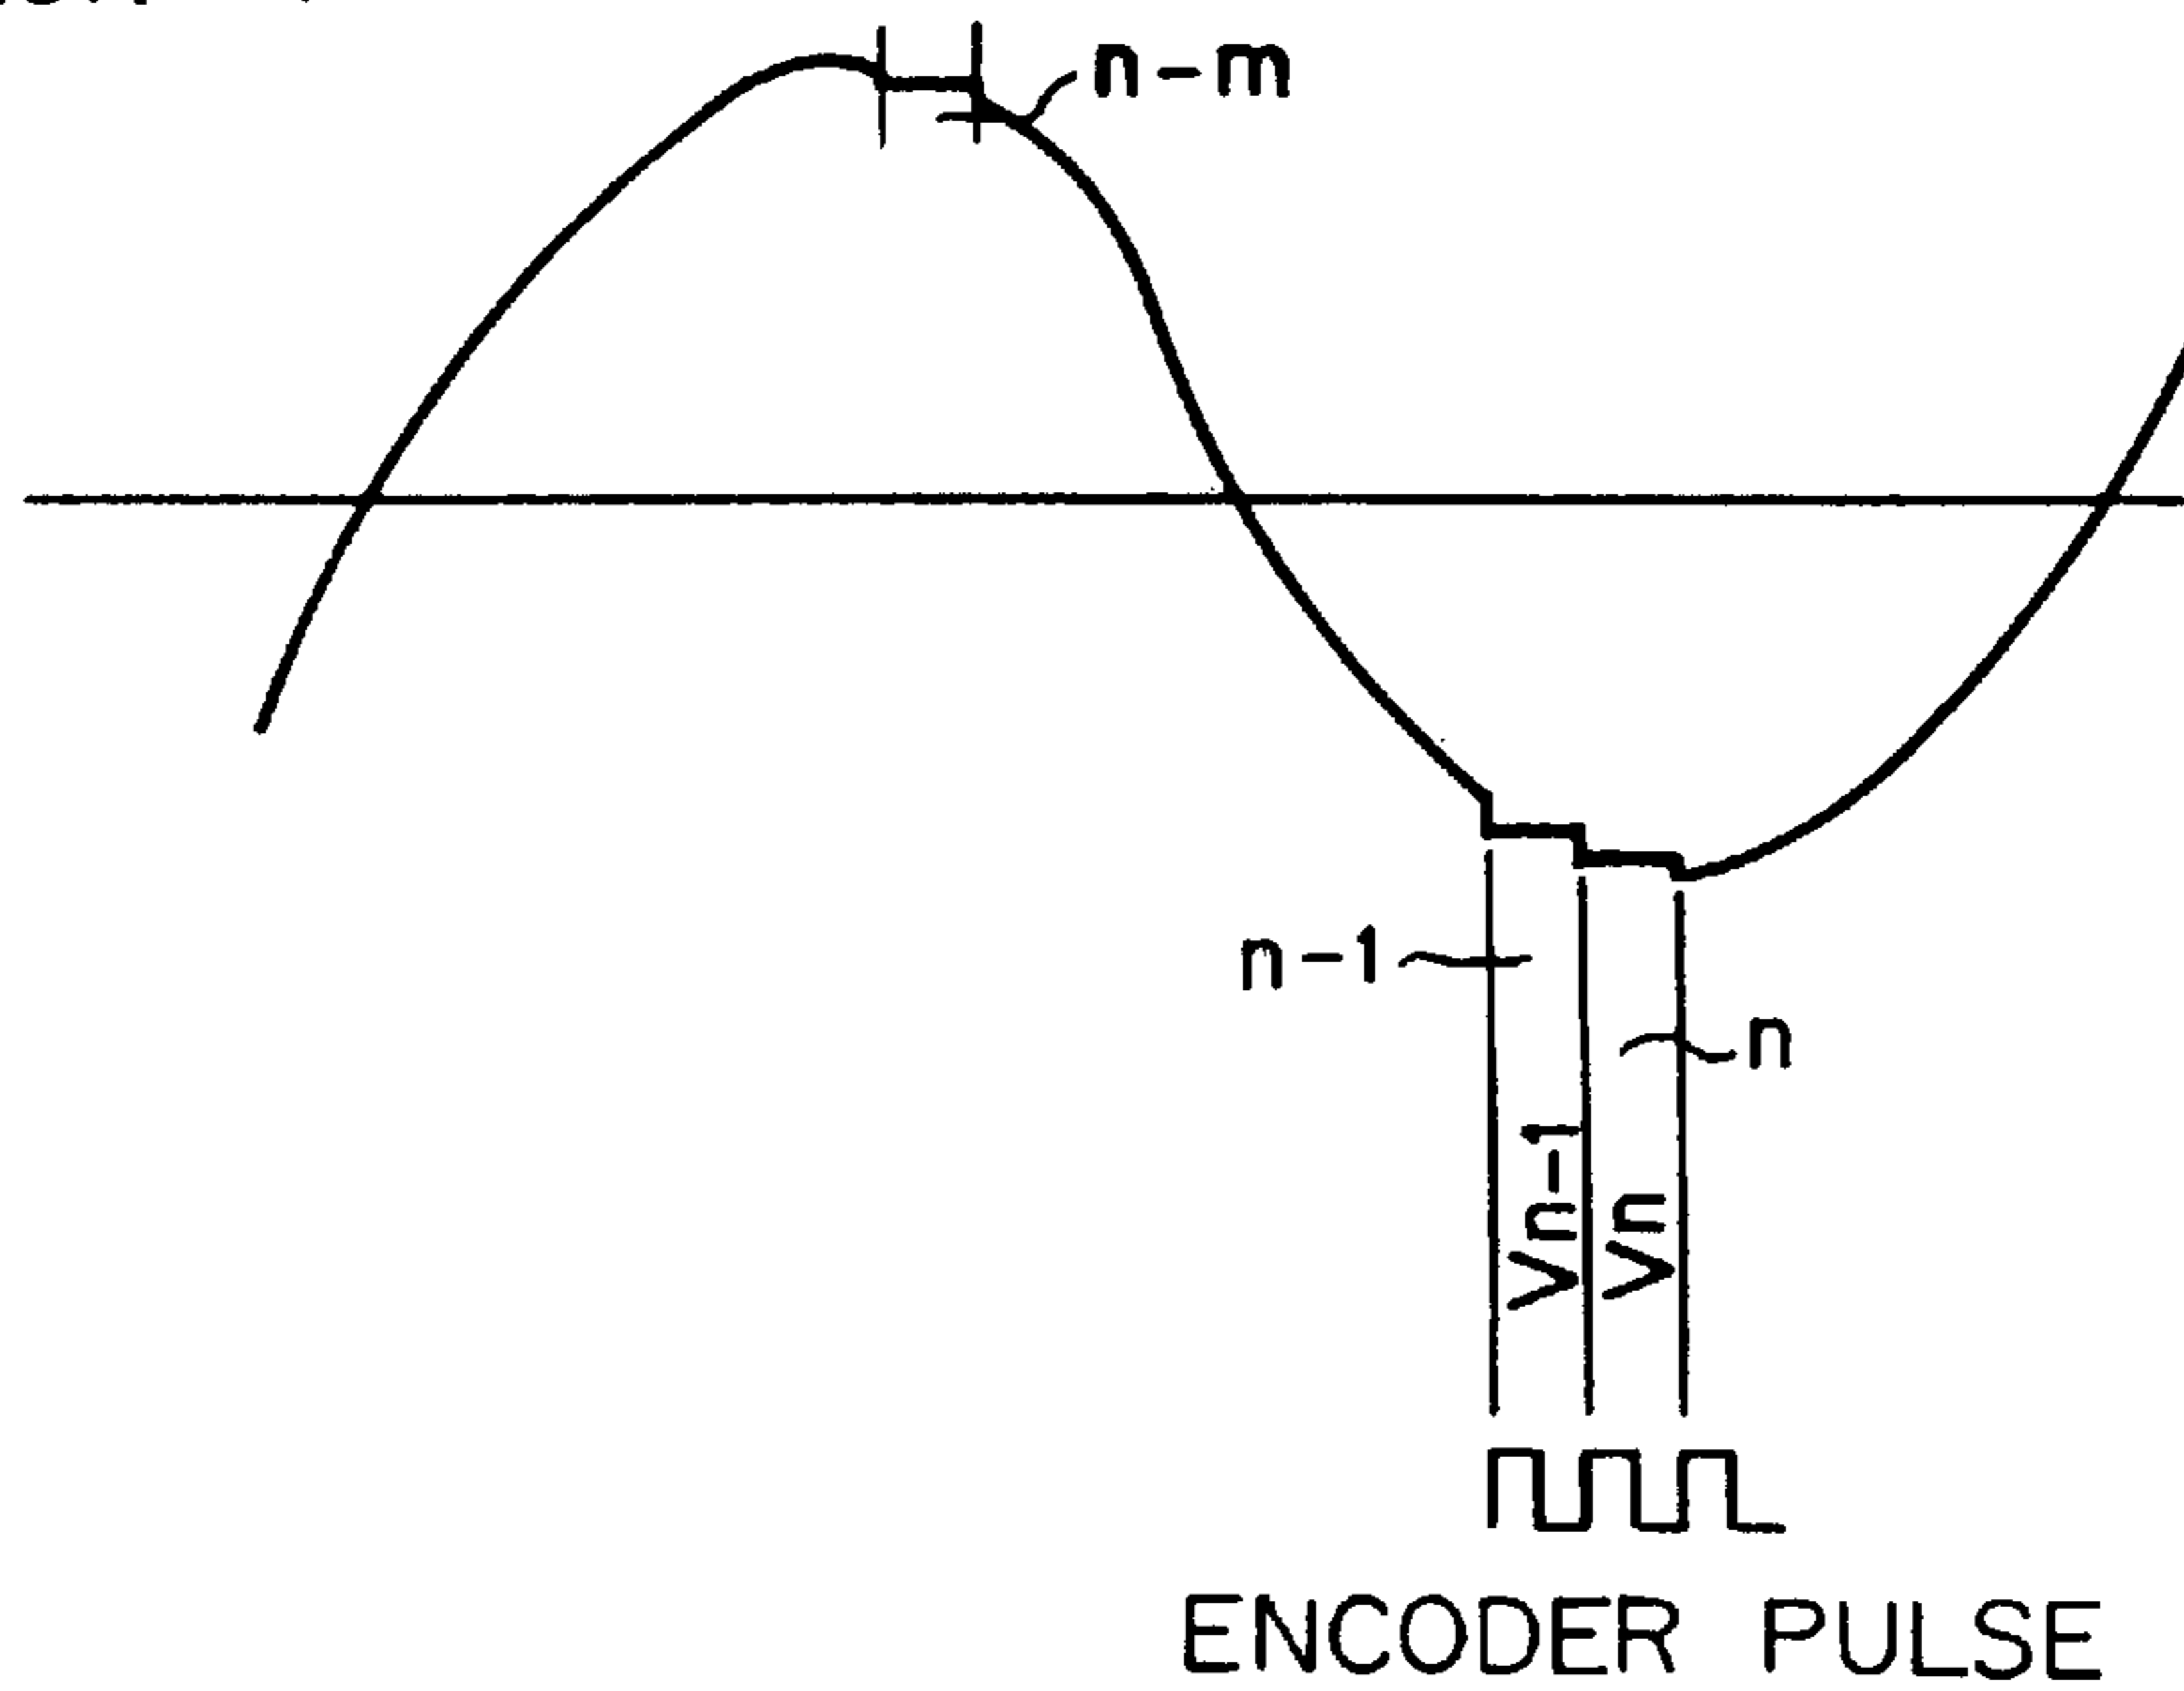 n-m
n-1
n
Vn-1
Vn
ENCODER PULSE